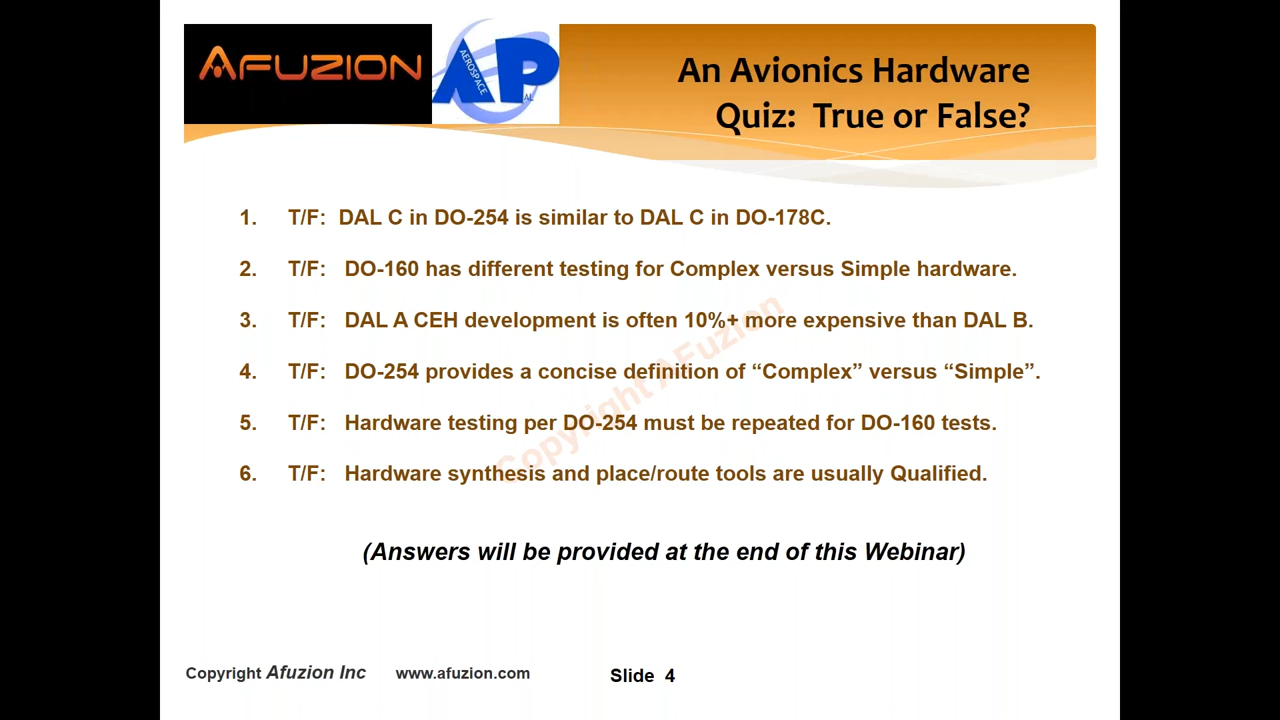 AFUZION
AEROSPACE
AP
AL
An Avionics Hardware
Quiz: True or False?
1. T/F: DAL C in DO-254 is similar to DAL C in DO-178C.
2. T/F: DO-160 has different testing for Complex versus Simple hardware.
3. T/F: DAL A CEH development is often 10%+ more expensive than DAL B.
4. T/F: DO-254 provides a concise definition of “Complex” versus “Simple”.
5. T/F: Hardware testing per DO-254 must be repeated for DO-160 tests.
6. T/F: Hardware synthesis and place/route tools are usually Qualified.
Copyright AFuzion
(Answers will be provided at the end of this Webinar)
Copyright Afuzion Inc www.afuzion.com Slide 4